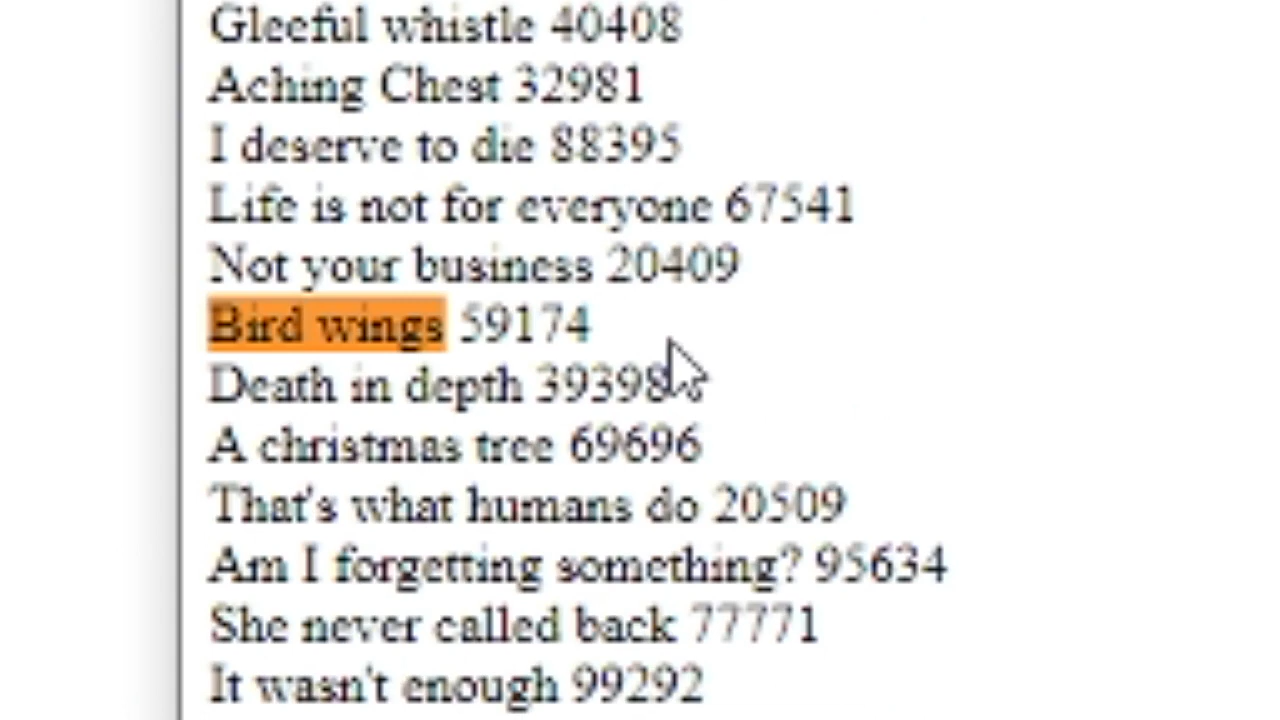 Gleeful whistle 40408
Aching Chest 32981
I deserve to die 88395
Life is not for everyone 67541
Not your business 20409
Bird wings 59174
Death in depth 39398
A christmas tree 69696
That's what humans do 20509
Am I forgetting something? 95634
She never called back 77771
It wasn't enough 99292